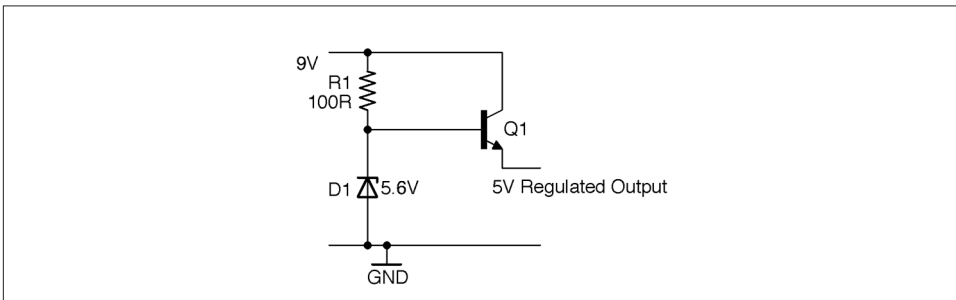 9V
R1
100R
Q1
D1
5.6V
5V Regulated Output
GND